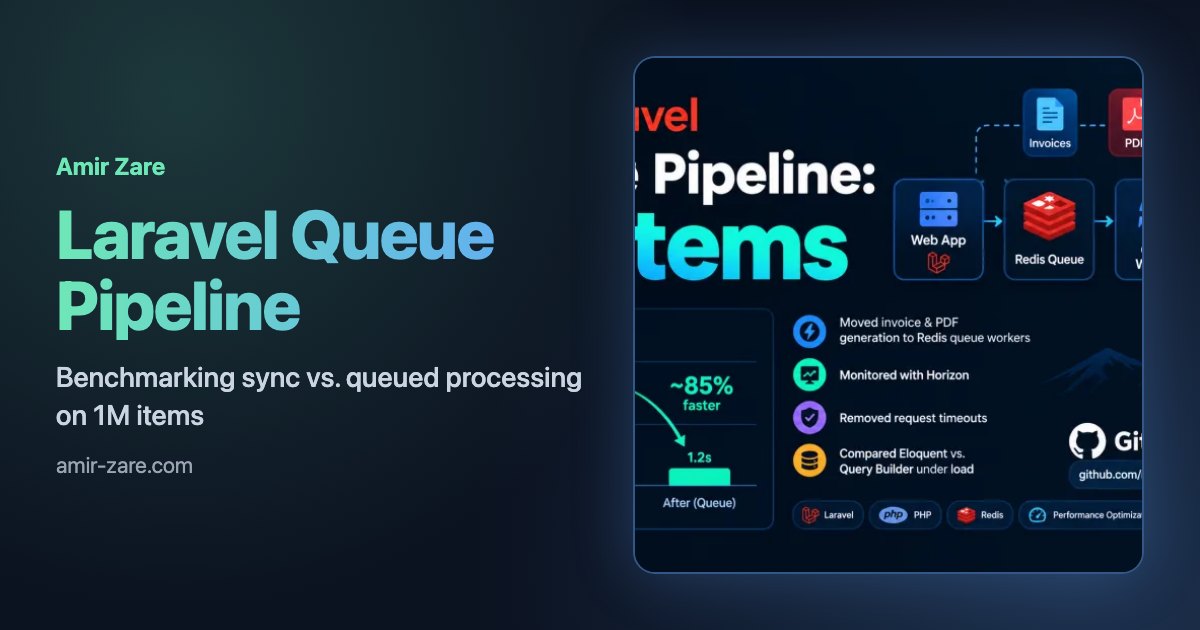 Amir Zare
Laravel Queue
Pipeline
Benchmarking sync vs. queued processing
on 1M items
amir-zare.com
avel
Pipeline:
tems
Invoices
Web App
Redis Queue
~85%
faster
1.2s
After (Queue)
Moved invoice & PDF
generation to Redis queue workers
Monitored with Horizon
Removed request timeouts
Compared Eloquent vs.
Query Builder under load
github.com/
Laravel
php PHP
Redis
Performance Optimiza